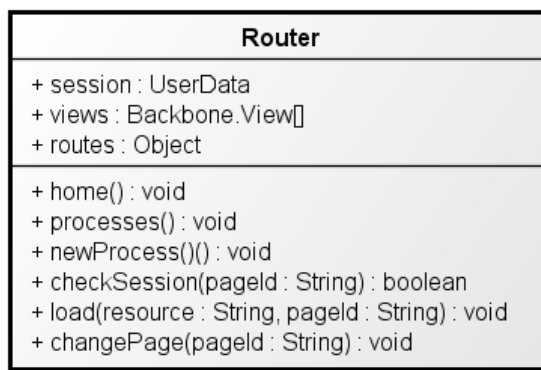 Router
+ session : UserData
+ views : Backbone.View[]
+ routes : Object
+ home() : void
+ processes() : void
+ newProcess()() : void
+ checkSession(pageId : String) : boolean
+ load(resource : String, pageId : String) : void
+ changePage(pageId : String) : void